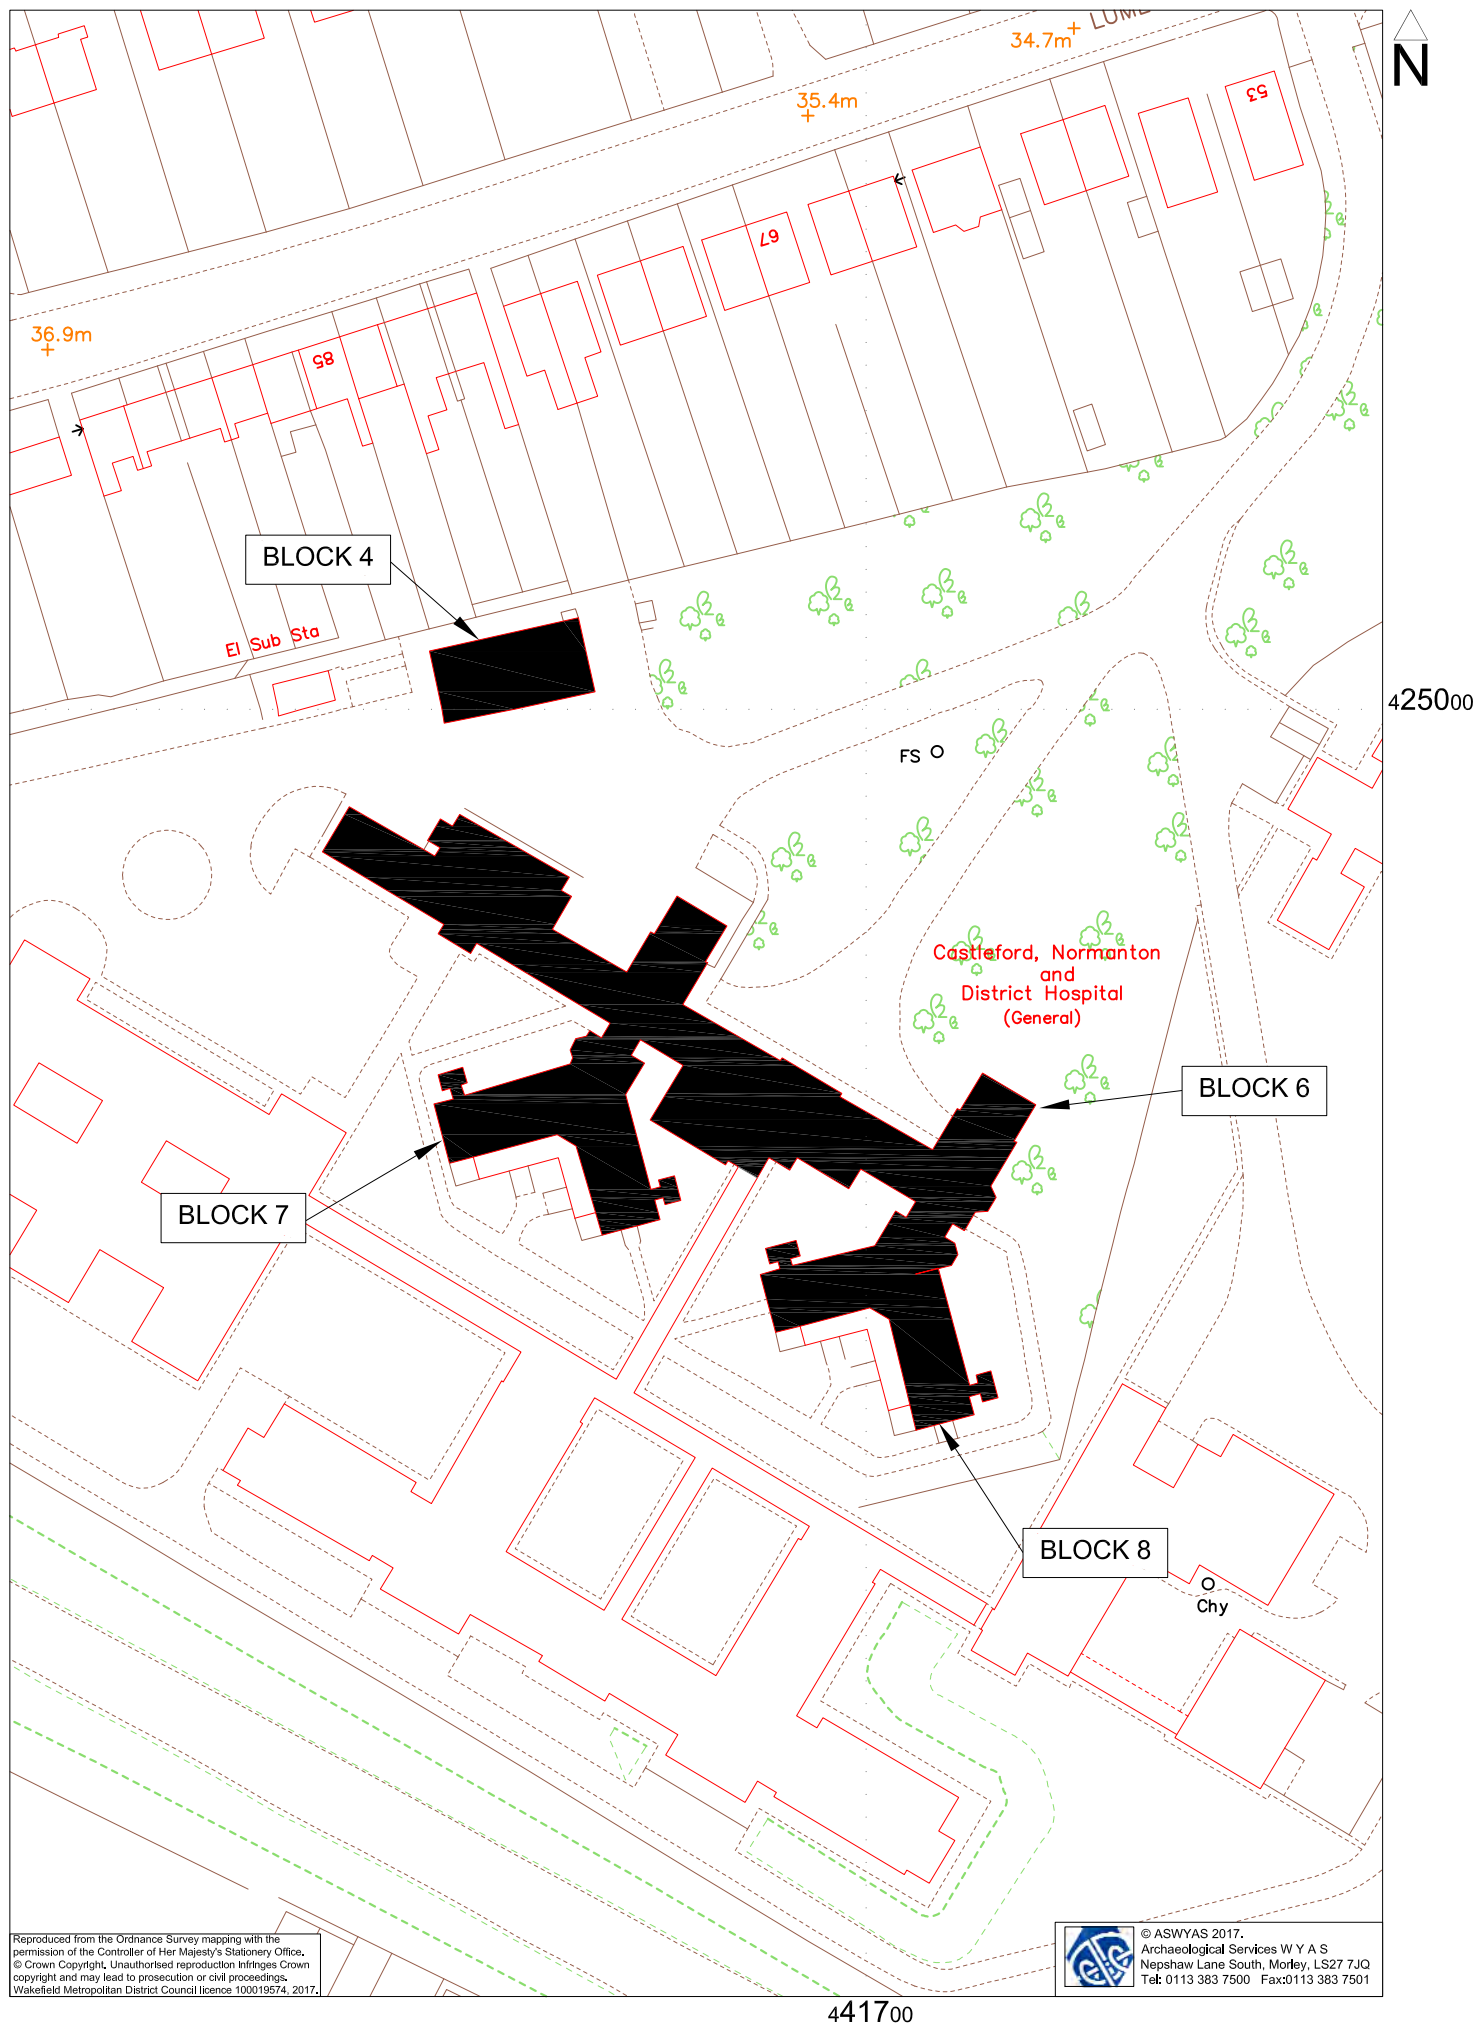 LUM
34.7m
N
53
35.4m
67
36.9m
85
BLOCK 4
El Sub Sta
425000
FS
Castleford, Normanton
and
District Hospital
(General)
BLOCK 6
BLOCK 7
BLOCK 8
Chy
Reproduced from the Ordnance Survey mapping with the
permission of the Controller of Her Majesty's Stationery Office.
© Crown Copyright. Unauthorised reproduction infringes Crown
copyright and may lead to prosecution or civil proceedings.
Wakefield Metropolitan District Council licence 100019574, 2017.
© ASWYAS 2017.
Archaeological Services W Y A S
Nepshaw Lane South, Morley, LS27 7JQ
Tel: 0113 383 7500 Fax:0113 383 7501
441700